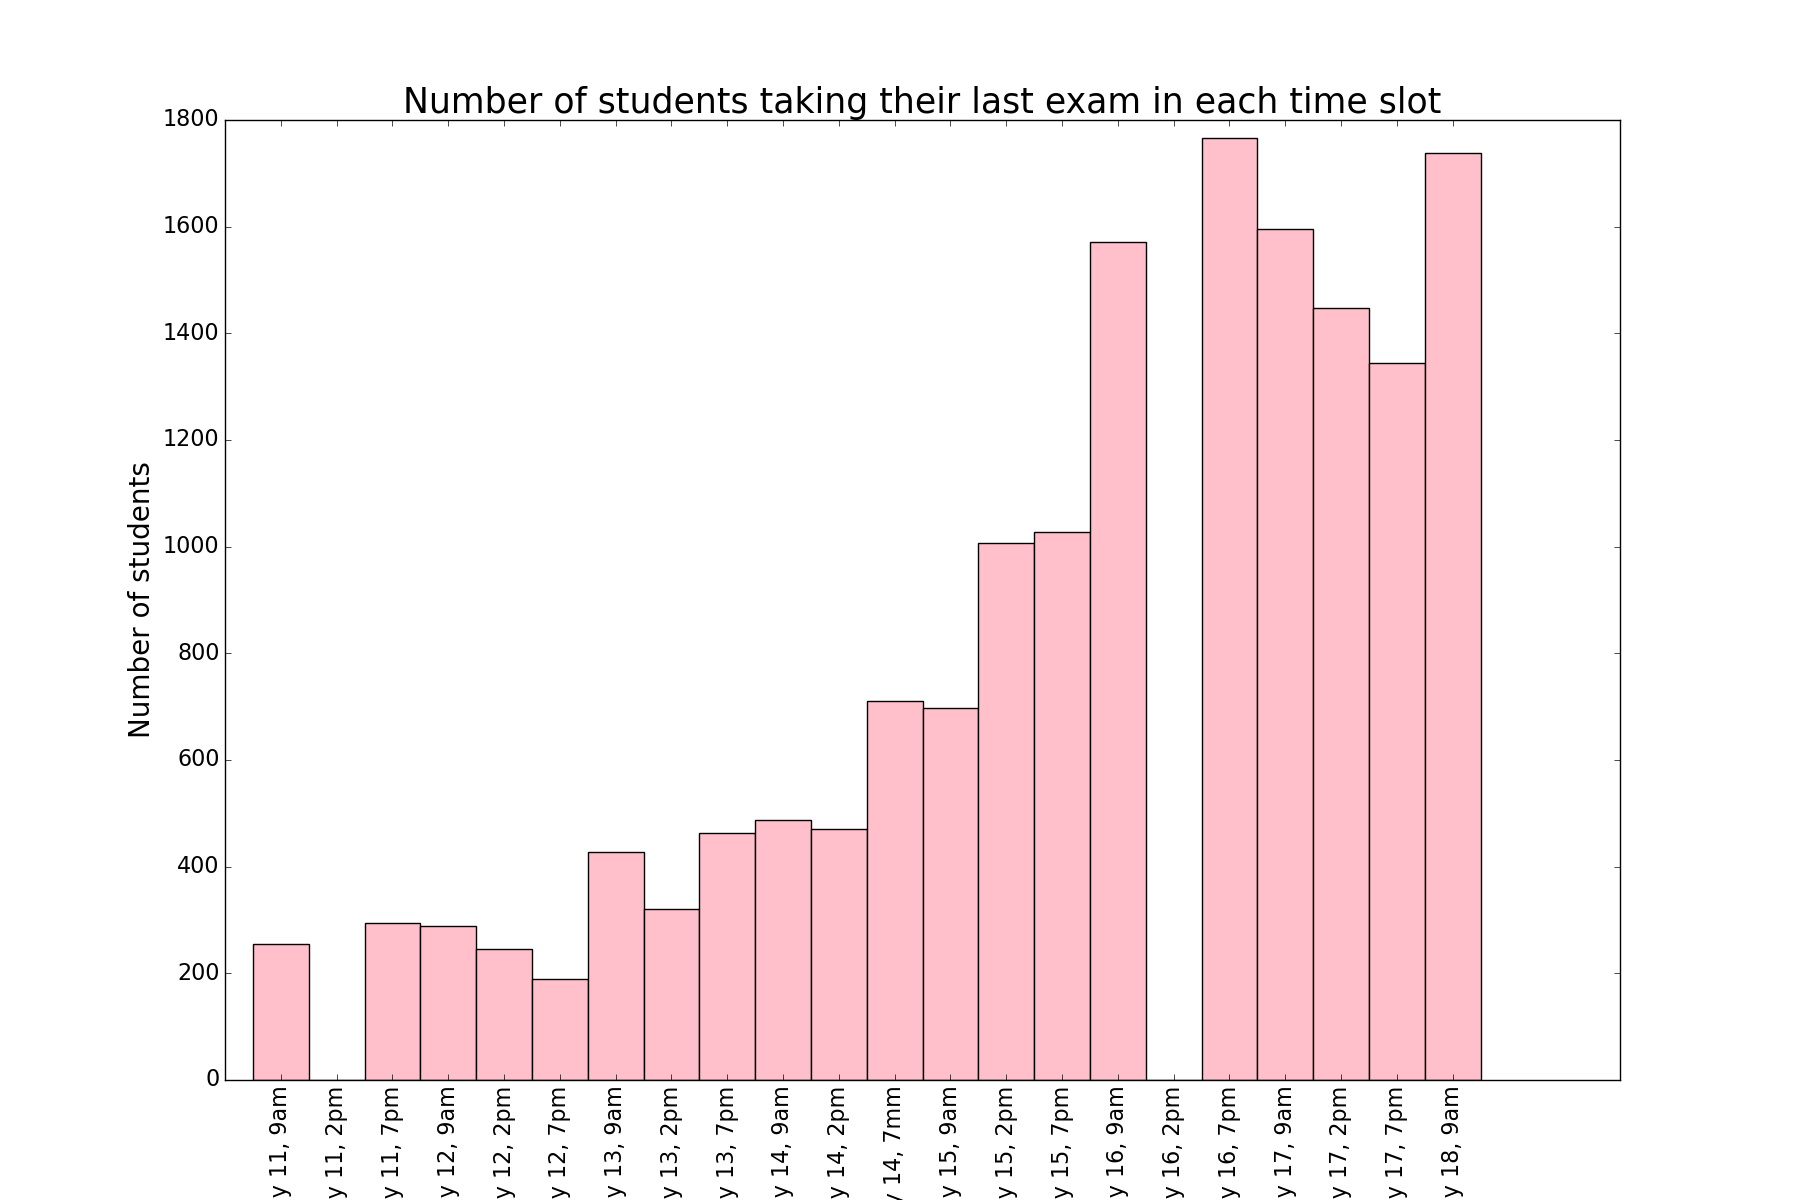 Number of students taking their last exam in each time slot
Number of students
1800
1600
1400
1200
1000
800
600
400
200
0
y 11, 9am
y 11, 2pm
y 11, 7pm
y 12, 9am
y 12, 2pm
y 12, 7pm
y 13, 9am
y 13, 2pm
y 13, 7pm
y 14, 9am
y 14, 2pm
y 14, 7mm
y 15, 9am
y 15, 2pm
y 15, 7pm
y 16, 9am
y 16, 2pm
y 16, 7pm
y 17, 9am
y 17, 2pm
y 17, 7pm
y 18, 9am